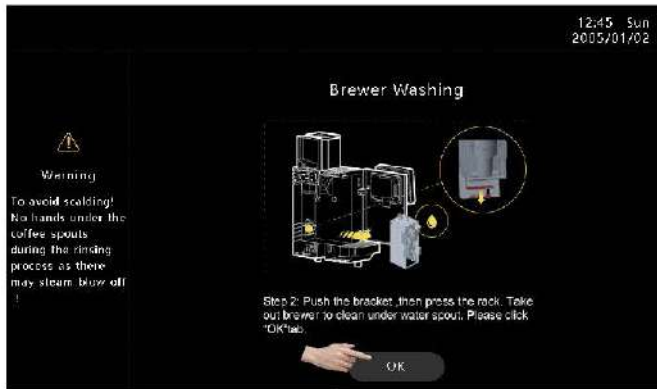 12:45 Sun
2005/01/02
Brewer Washing
Warning
To avoid scalding!
No hands under the
coffee spouts
during the rinsing
process as there
may steam blow off
!
Step 2: Push the bracket ,then press the rack. Take
out brewer to clean under water spout. Please click
"OK"tab.
OK